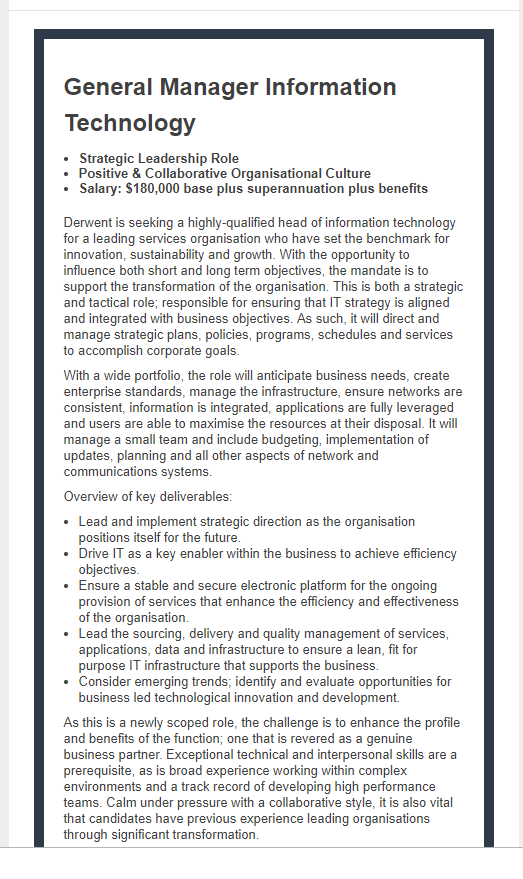 General Manager Information
Technology
• Strategic Leadership Role
• Positive & Collaborative Organisational Culture
• Salary: $180,000 base plus superannuation plus benefits
Derwent is seeking a highly-qualified head of information technology
for a leading services organisation who have set the benchmark for
innovation, sustainability and growth. With the opportunity to
influence both short and long term objectives, the mandate is to
support the transformation of the organisation. This is both a strategic
and tactical role; responsible for ensuring that IT strategy is aligned
and integrated with business objectives. As such, it will direct and
manage strategic plans, policies, programs, schedules and services
to accomplish corporate goals.
With a wide portfolio, the role will anticipate business needs, create
enterprise standards, manage the infrastructure, ensure networks are
consistent, information is integrated, applications are fully leveraged
and users are able to maximise the resources at their disposal. It will
manage a small team and include budgeting, implementation of
updates, planning and all other aspects of network and
communications systems.
Overview of key deliverables:
• Lead and implement strategic direction as the organisation
positions itself for the future.
• Drive IT as a key enabler within the business to achieve efficiency
objectives.
• Ensure a stable and secure electronic platform for the ongoing
provision of services that enhance the efficiency and effectiveness
of the organisation.
• Lead the sourcing, delivery and quality management of services,
applications, data and infrastructure to ensure a lean, fit for
purpose IT infrastructure that supports the business.
• Consider emerging trends; identify and evaluate opportunities for
business led technological innovation and development.
As this is a newly scoped role, the challenge is to enhance the profile
and benefits of the function; one that is revered as a genuine
business partner. Exceptional technical and interpersonal skills are a
prerequisite, as is broad experience working within complex
environments and a track record of developing high performance
teams. Calm under pressure with a collaborative style, it is also vital
that candidates have previous experience leading organisations
through significant transformation.